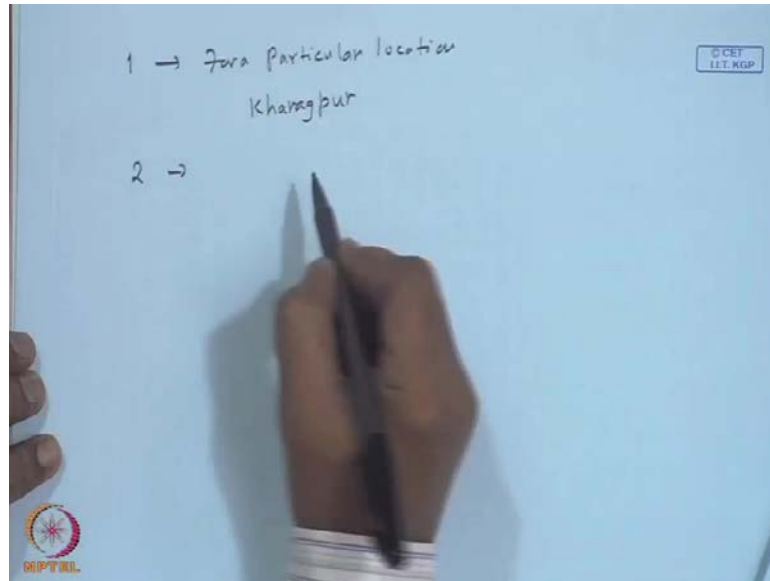 1 → For a Particular location
Kharagpur
2 →
© CET
I.I.T. KGP
NPTEL